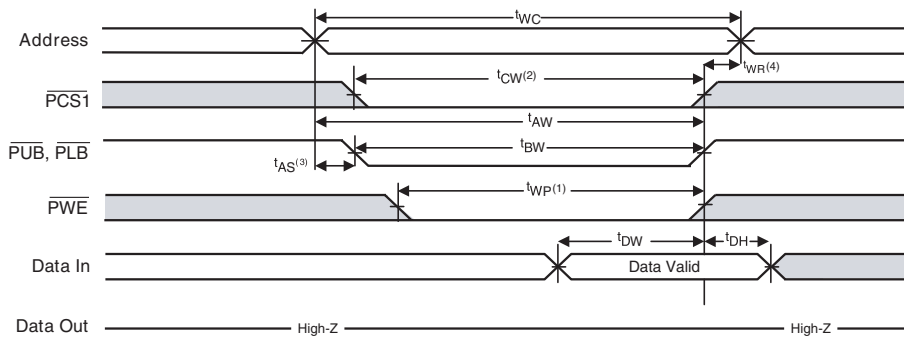 tWC
Address
tWR(4)
tCW(2)
PCS1
tAW
PUB, PLB
tBW
tAS(3)
tWP(1)
PWE
tDW
tDH
Data In
Data Valid
Data Out
High-Z
High-Z